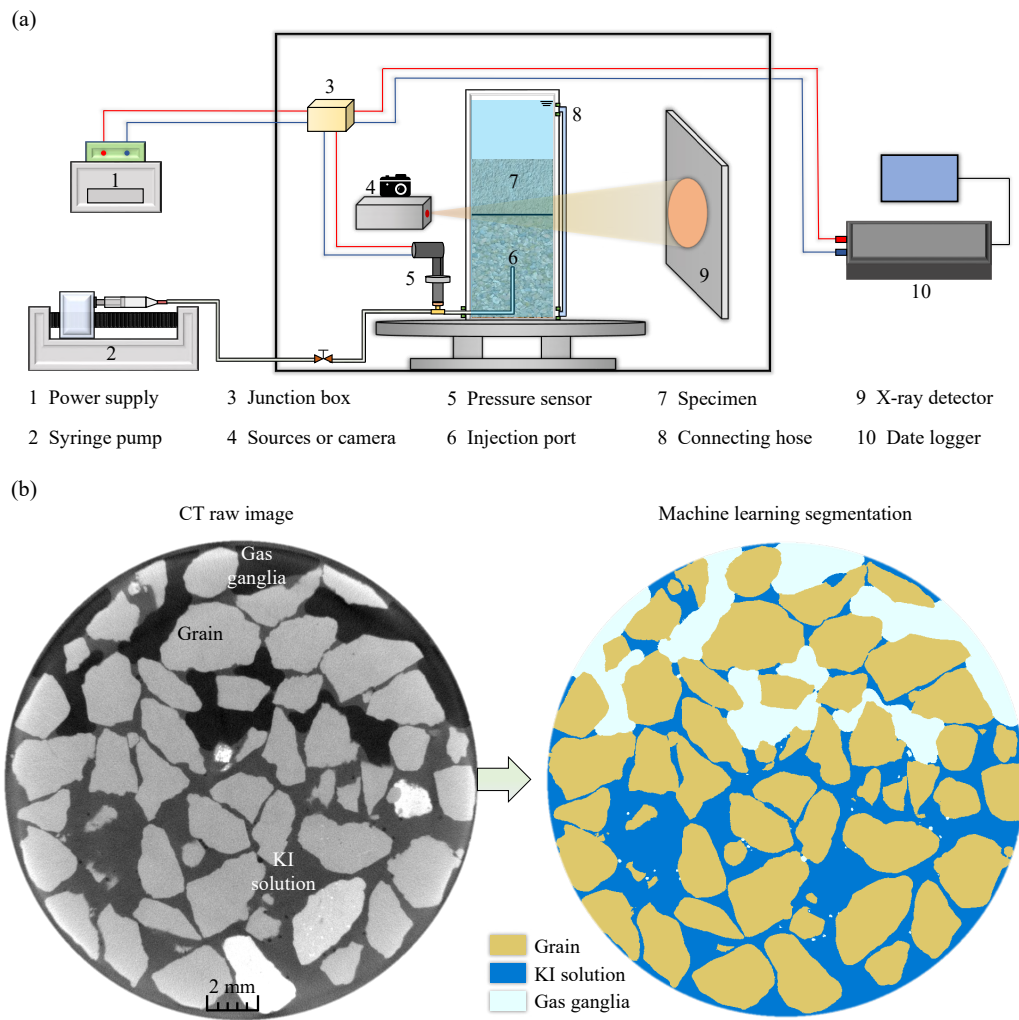 (a)
3
8
1
4
7
6
5
9
10
2
1 Power supply
3 Junction box
5 Pressure sensor
7 Specimen
9 X-ray detector
2 Syringe pump
4 Sources or camera
6 Injection port
8 Connecting hose
10 Date logger
(b)
CT raw image
Machine learning segmentation
Gas
ganglia
Grain
KI
solution
2 mm
Grain
KI solution
Gas ganglia